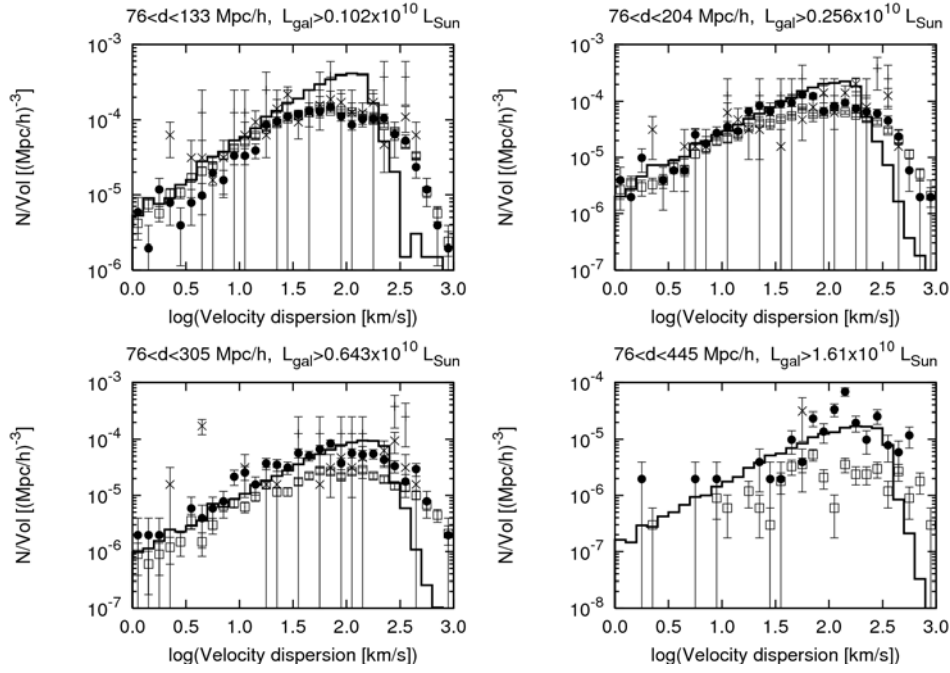 76<d<133 Mpc/h, L_gal>0.102x10^10 L_Sun
N/Vol [(Mpc/h)^-3]
10^-3
10^-4
10^-5
10^-6
0.0 0.5 1.0 1.5 2.0 2.5 3.0
log(Velocity dispersion [km/s])
76<d<204 Mpc/h, L_gal>0.256x10^10 L_Sun
N/Vol [(Mpc/h)^-3]
10^-3
10^-4
10^-5
10^-6
10^-7
0.0 0.5 1.0 1.5 2.0 2.5 3.0
log(Velocity dispersion [km/s])
76<d<305 Mpc/h, L_gal>0.643x10^10 L_Sun
N/Vol [(Mpc/h)^-3]
10^-3
10^-4
10^-5
10^-6
10^-7
0.0 0.5 1.0 1.5 2.0 2.5 3.0
log(Velocity dispersion [km/s])
76<d<445 Mpc/h, L_gal>1.61x10^10 L_Sun
N/Vol [(Mpc/h)^-3]
10^-4
10^-5
10^-6
10^-7
10^-8
0.0 0.5 1.0 1.5 2.0 2.5 3.0
log(Velocity dispersion [km/s])